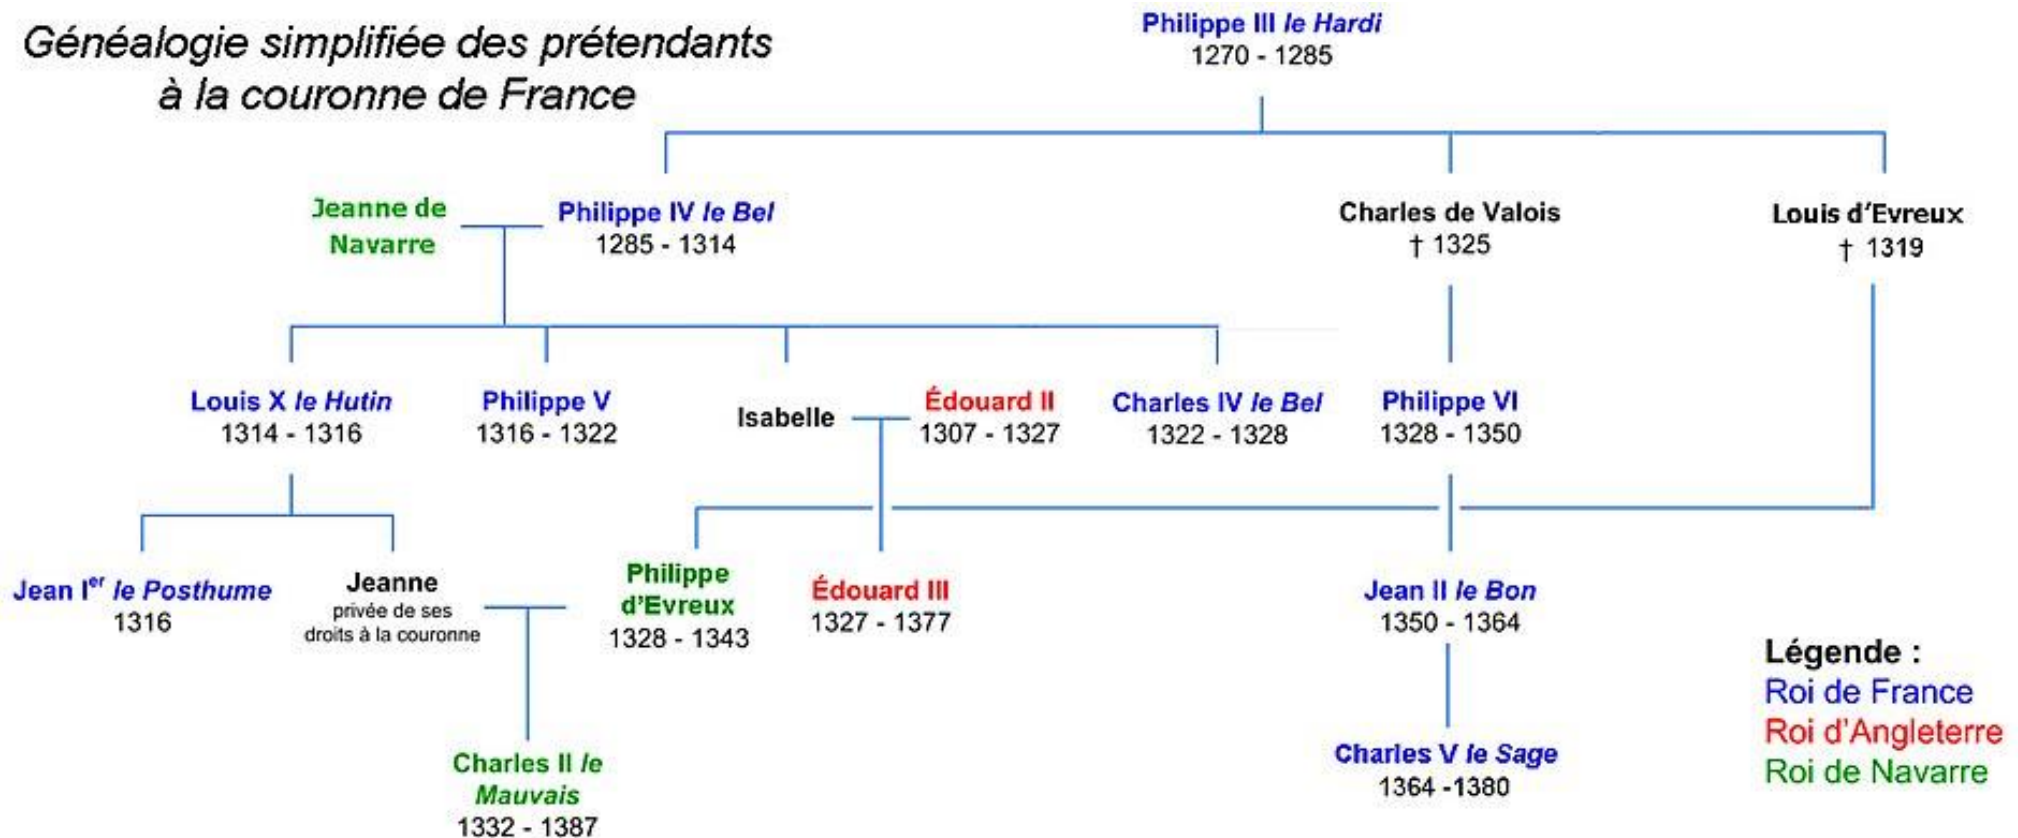 Généalogie simplifiée des prétendants
à la couronne de France
Philippe III le Hardi
1270 - 1285
Jeanne de
Navarre
Philippe IV le Bel
1285 - 1314
Charles de Valois
† 1325
Louis d’Evreux
† 1319
Louis X le Hutin
1314 - 1316
Philippe V
1316 - 1322
Isabelle
Édouard II
1307 - 1327
Charles IV le Bel
1322 - 1328
Philippe VI
1328 - 1350
Jean Ier le Posthume
1316
Jeanne
privée de ses
droits à la couronne
Philippe
d’Evreux
1328 - 1343
Édouard III
1327 - 1377
Jean II le Bon
1350 - 1364
Charles II le
Mauvais
1332 - 1387
Charles V le Sage
1364 -1380
Légende :
Roi de France
Roi d'Angleterre
Roi de Navarre